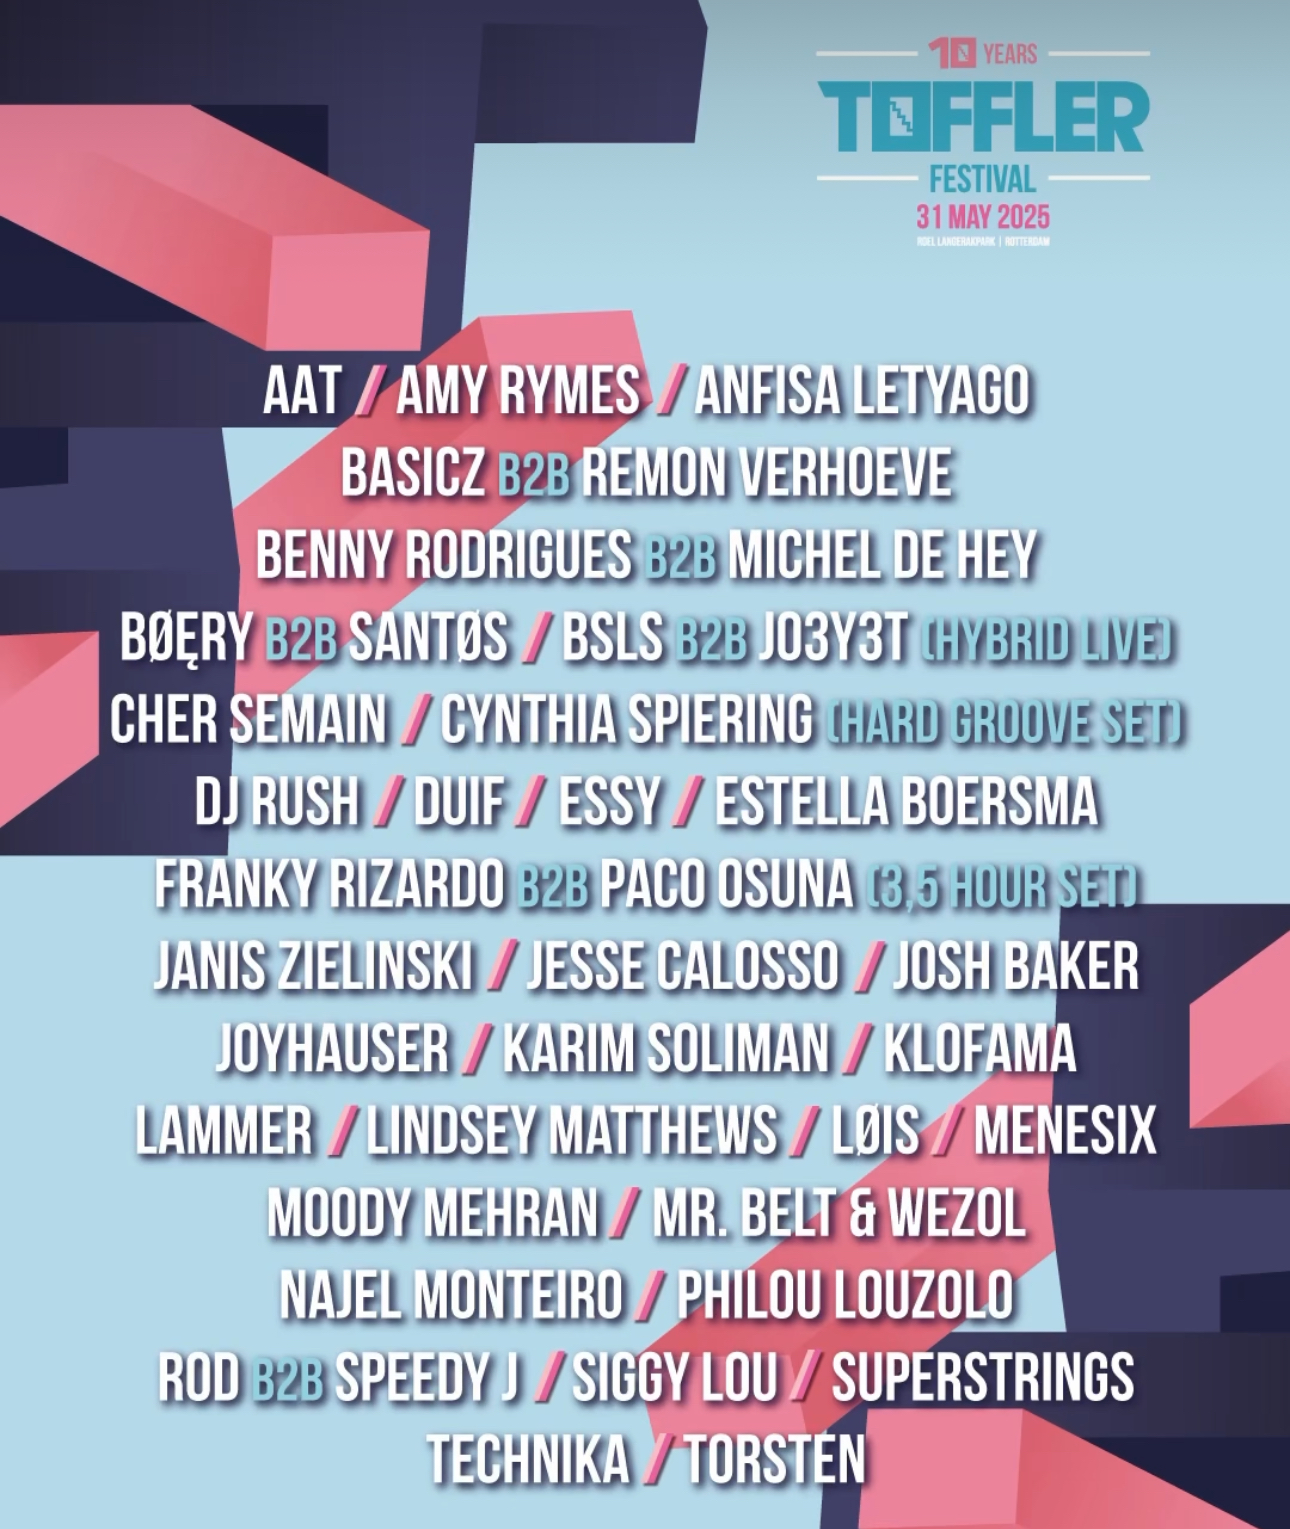 10 YEARS
TOFFLER
FESTIVAL
31 MAY 2025
ROEL LANGERAKPARK | ROTTERDAM
AAT / AMY RYMES / ANFISA LETYAGO
BASICZ B2B REMON VERHOEVE
BENNY RODRIGUES B2B MICHEL DE HEY
BØĘRY B2B SANTØS / BSLS B2B JO3Y3T (HYBRID LIVE)
CHER SEMAIN / CYNTHIA SPIERING (HARD GROOVE SET)
DJ RUSH / DUIF / ESSY / ESTELLA BOERSMA
FRANKY RIZARDO B2B PACO OSUNA (3,5 HOUR SET)
JANIS ZIELINSKI / JESSE CALOSSO / JOSH BAKER
JOYHAUSER / KARIM SOLIMAN / KLOFAMA
LAMMER / LINDSEY MATTHEWS / LØIS / MENESIX
MOODY MEHRAN / MR. BELT & WEZOL
NAJEL MONTEIRO / PHILOU LOUZOLO
ROD B2B SPEEDY J / SIGGY LOU / SUPERSTRINGS
TECHNIKA / TORSTEN